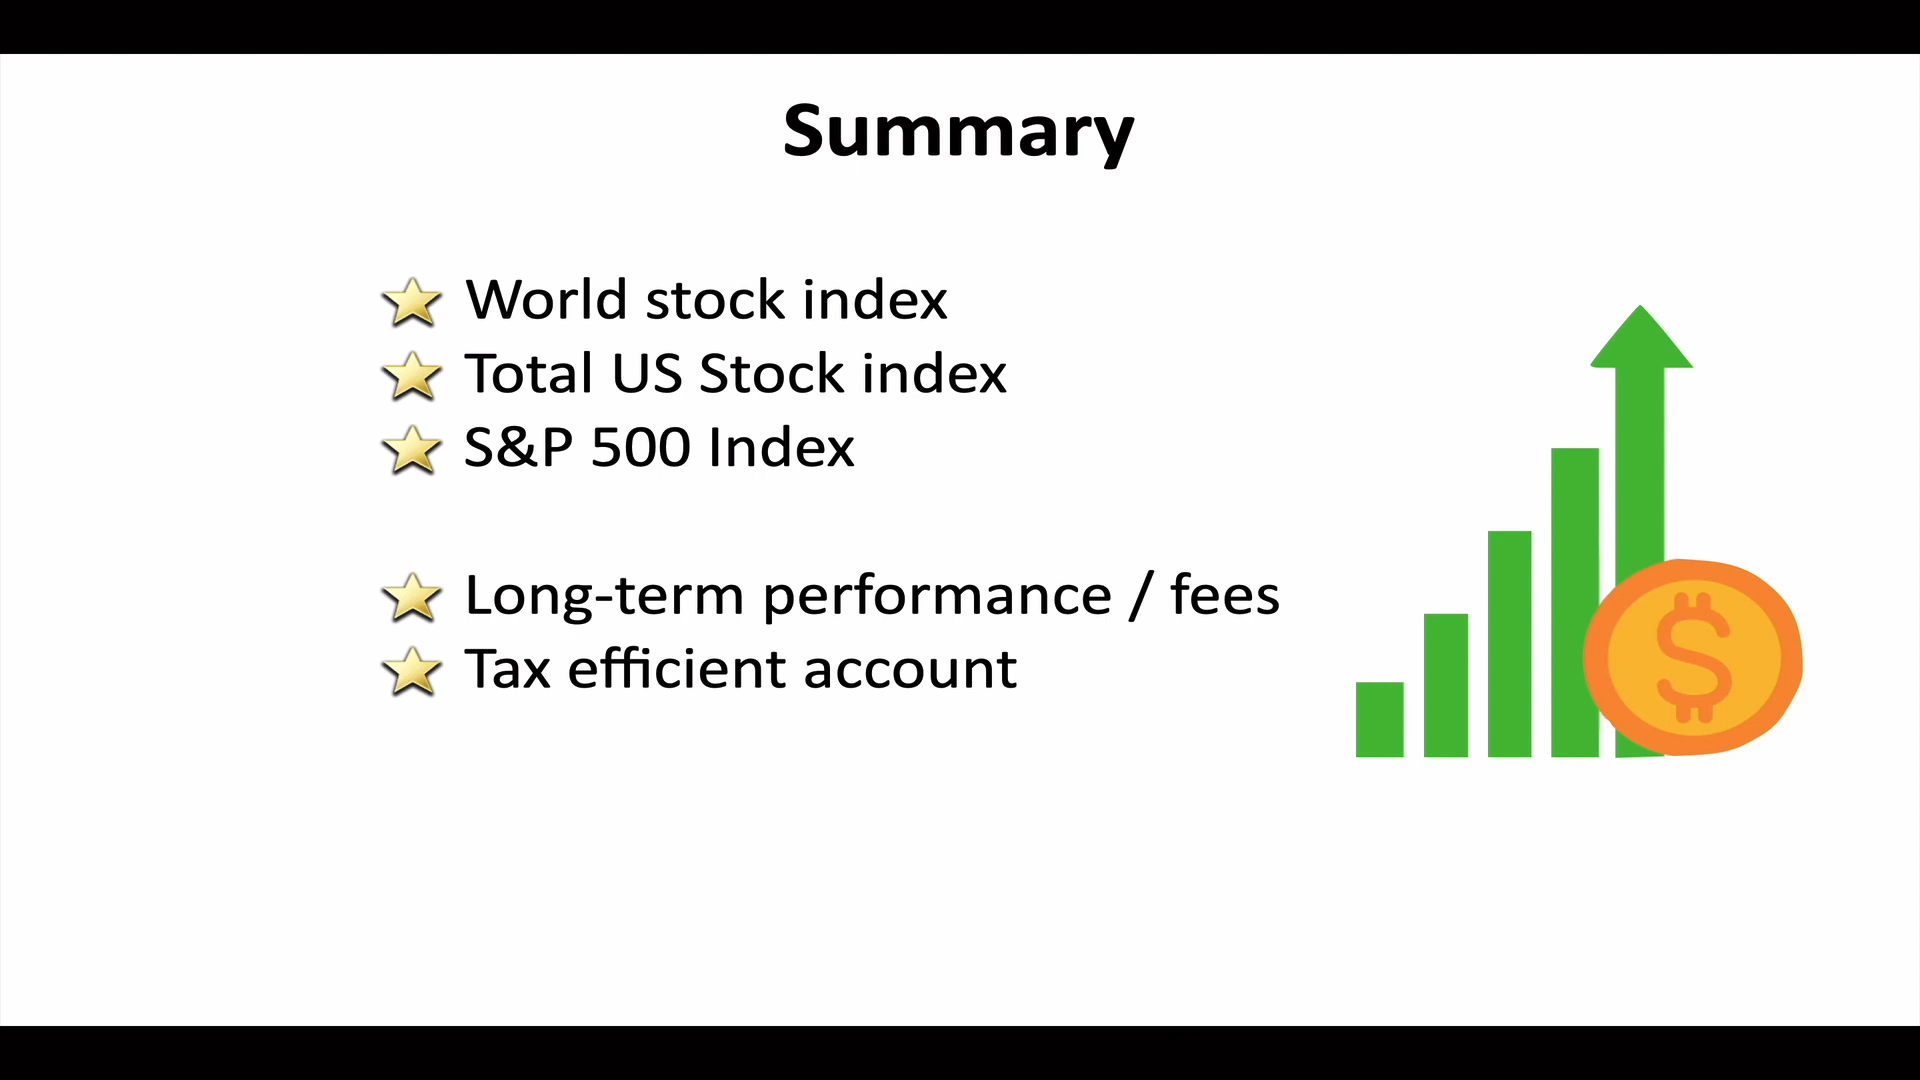 Summary
World stock index
Total US Stock index
S&P 500 Index
Long-term performance / fees
Tax efficient account
$